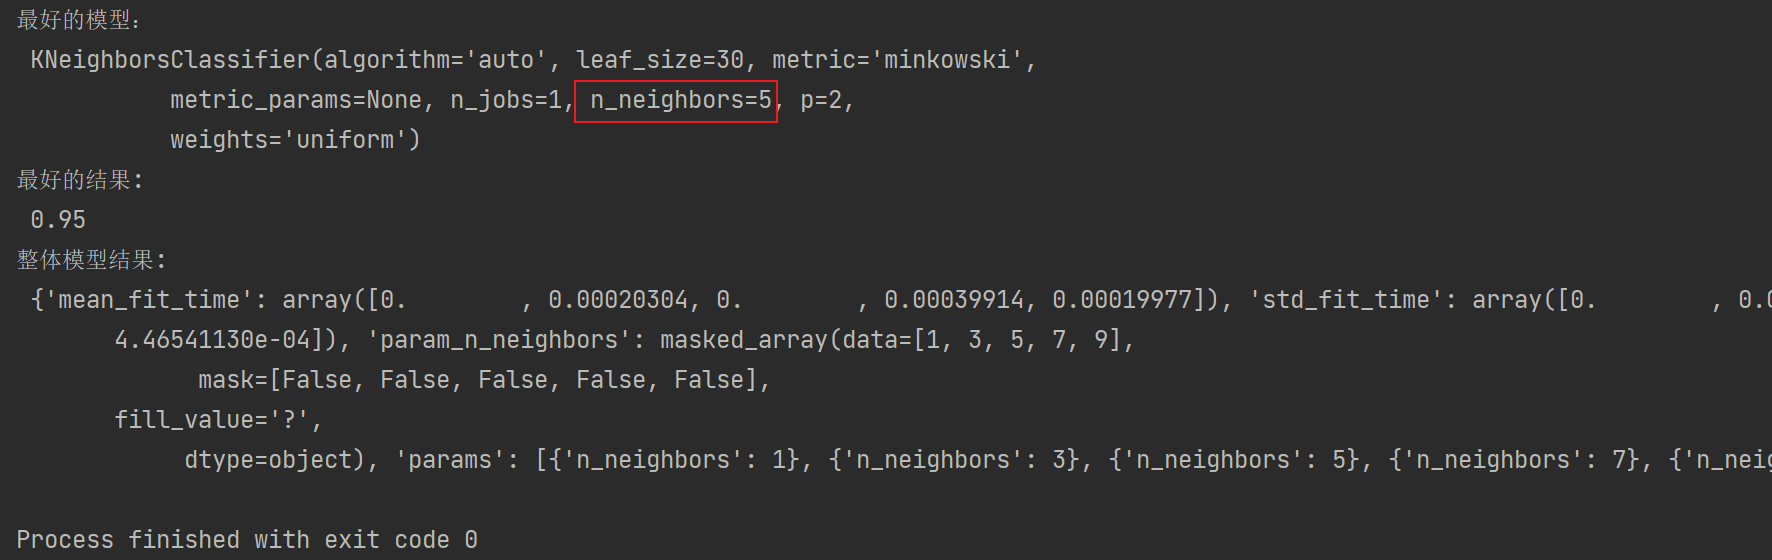 最好的模型:
KNeighborsClassifier(algorithm='auto', leaf_size=30, metric='minkowski',
metric_params=None, n_jobs=1, n_neighbors=5, p=2,
weights='uniform')
最好的结果:
0.95
整体模型结果:
{'mean_fit_time': array([0.        , 0.00020304, 0.        , 0.00039914, 0.00019977]), 'std_fit_time': array([0.        , 0.0
4.46541130e-04]), 'param_n_neighbors': masked_array(data=[1, 3, 5, 7, 9],
mask=[False, False, False, False, False],
fill_value='?',
dtype=object), 'params': [{'n_neighbors': 1}, {'n_neighbors': 3}, {'n_neighbors': 5}, {'n_neighbors': 7}, {'n_neig
Process finished with exit code 0